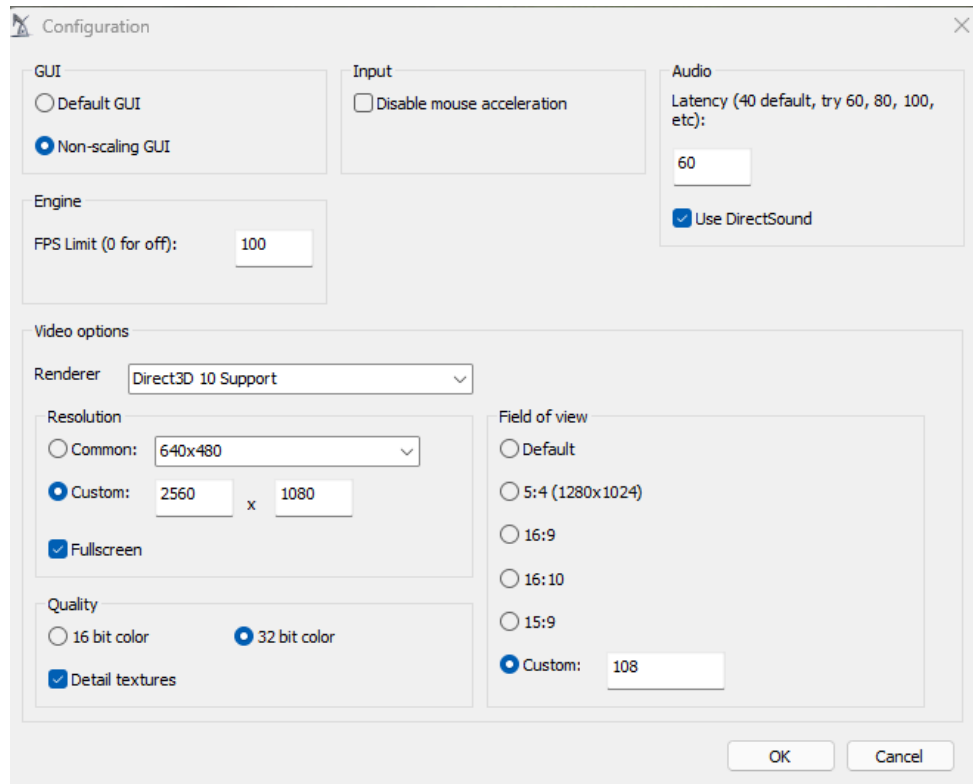 Configuration
GUI
Default GUI
Non-scaling GUI
Input
Disable mouse acceleration
Audio
Latency (40 default, try 60, 80, 100,
etc):
60
Use DirectSound
Engine
FPS Limit (0 for off):
100
Video options
Renderer
Direct3D 10 Support
Resolution
Common:
640x480
Custom:
2560
x
1080
Fullscreen
Quality
16 bit color
32 bit color
Detail textures
Field of view
Default
5:4 (1280x1024)
16:9
16:10
15:9
Custom:
108
OK
Cancel